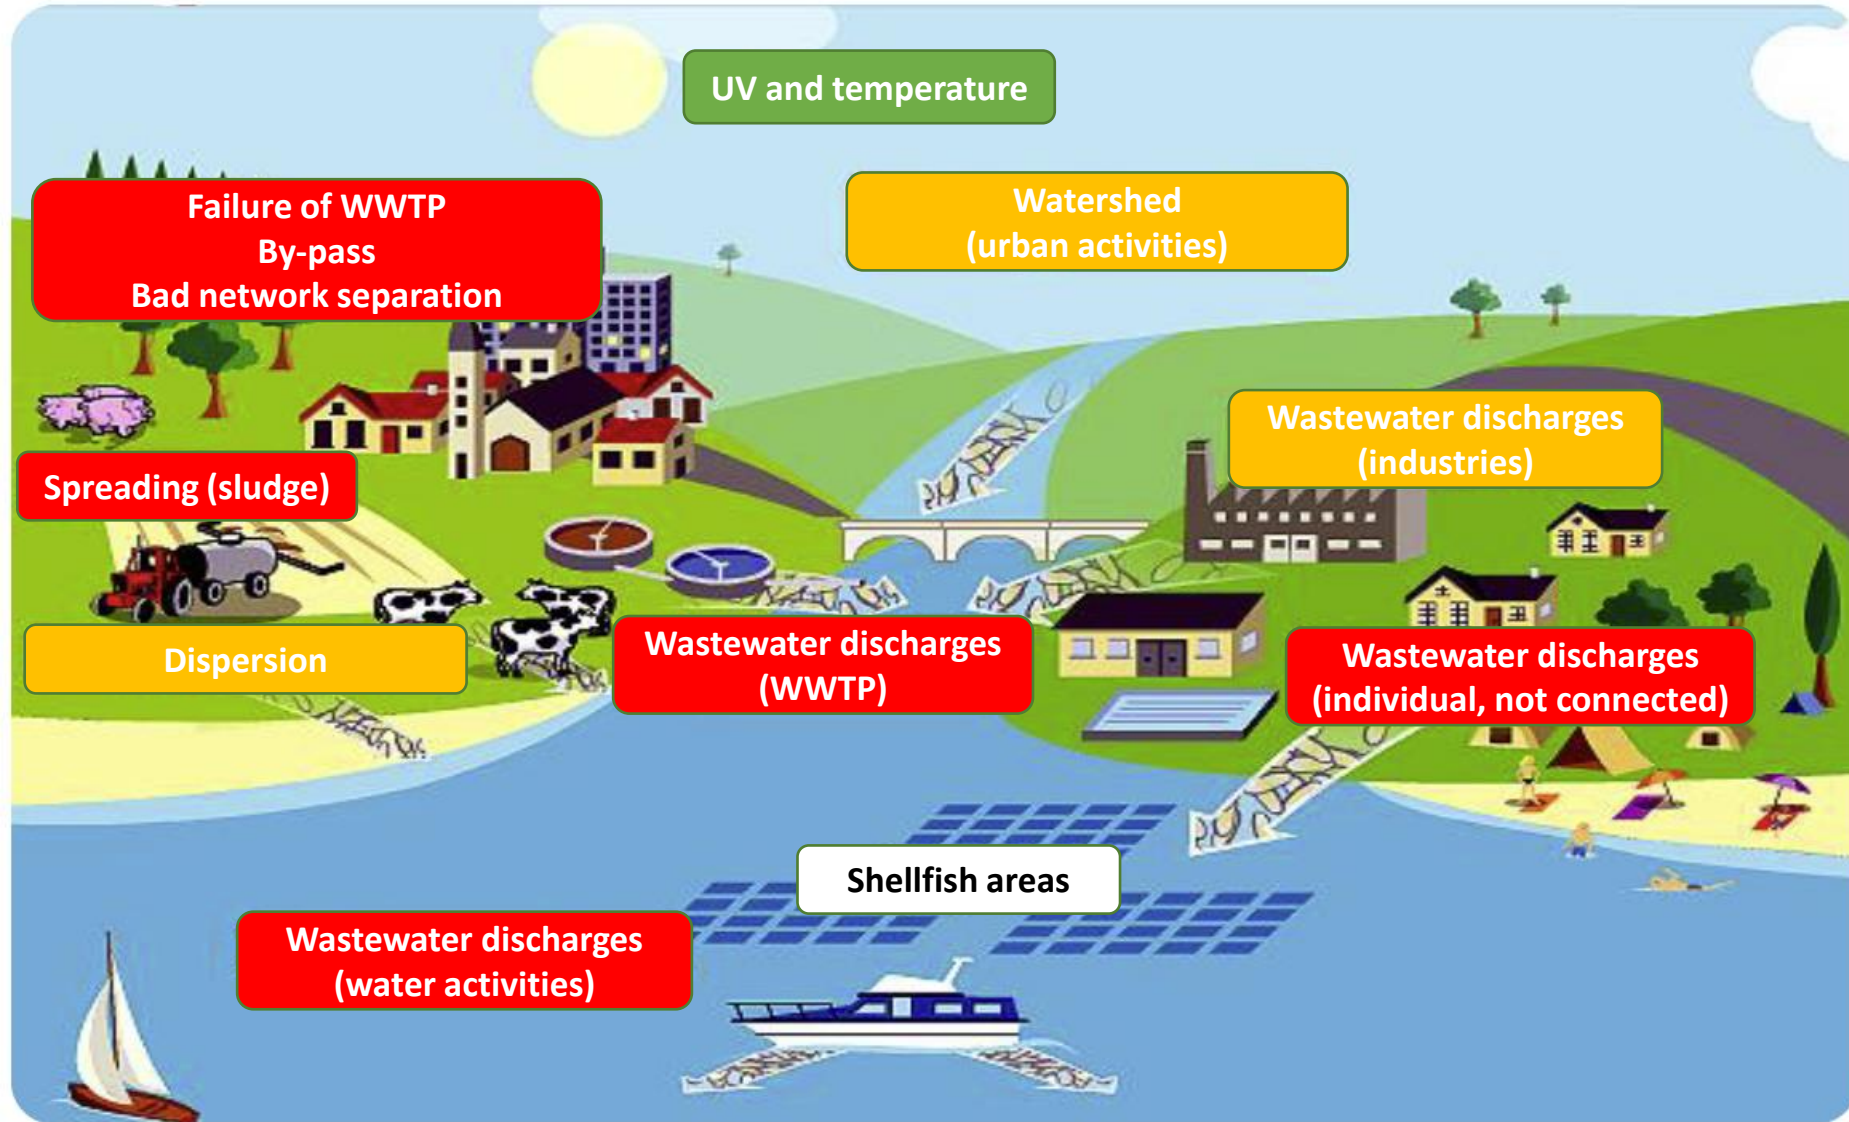 UV and temperature
Failure of WWTP
By-pass
Bad network separation
Watershed
(urban activities)
Wastewater discharges
(industries)
Spreading (sludge)
Dispersion
Wastewater discharges
(WWTP)
Wastewater discharges
(individual, not connected)
Shellfish areas
Wastewater discharges
(water activities)